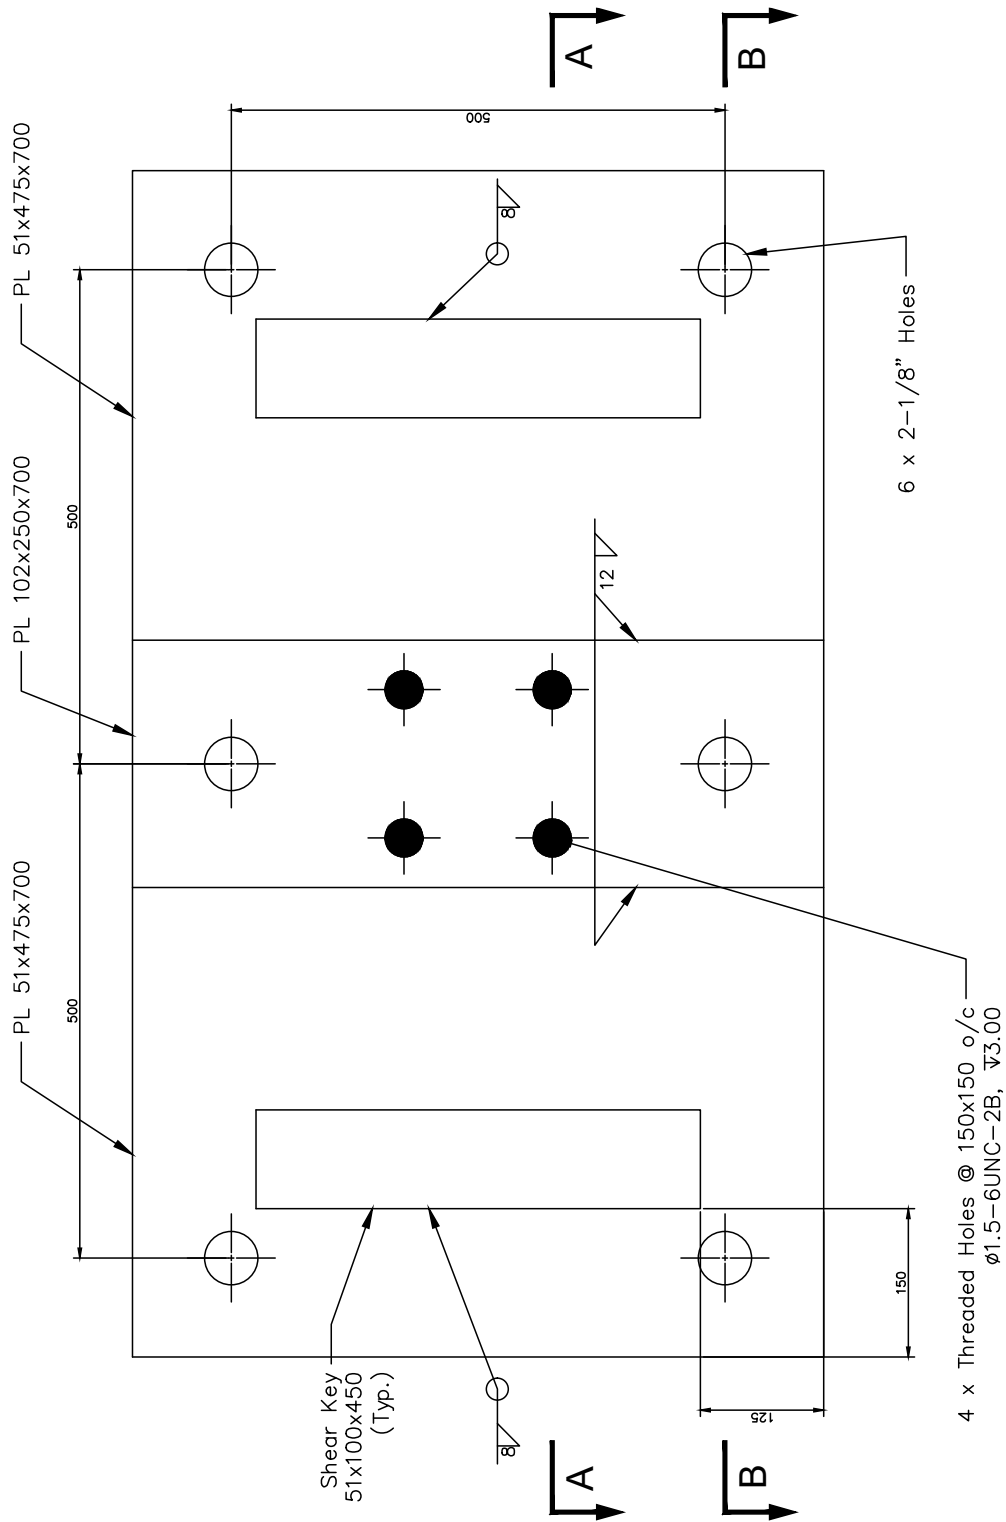 PL 51x475x700
PL 102x250x700
PL 51x475x700
500
500
500
Shear Key
51x100x450
(Typ.)
8
8
12
150
125
6 x 2-1/8" Holes
4 x Threaded Holes @ 150x150 o/c
ø1.5-6UNC-2B, ↧3.00
A
A
B
B